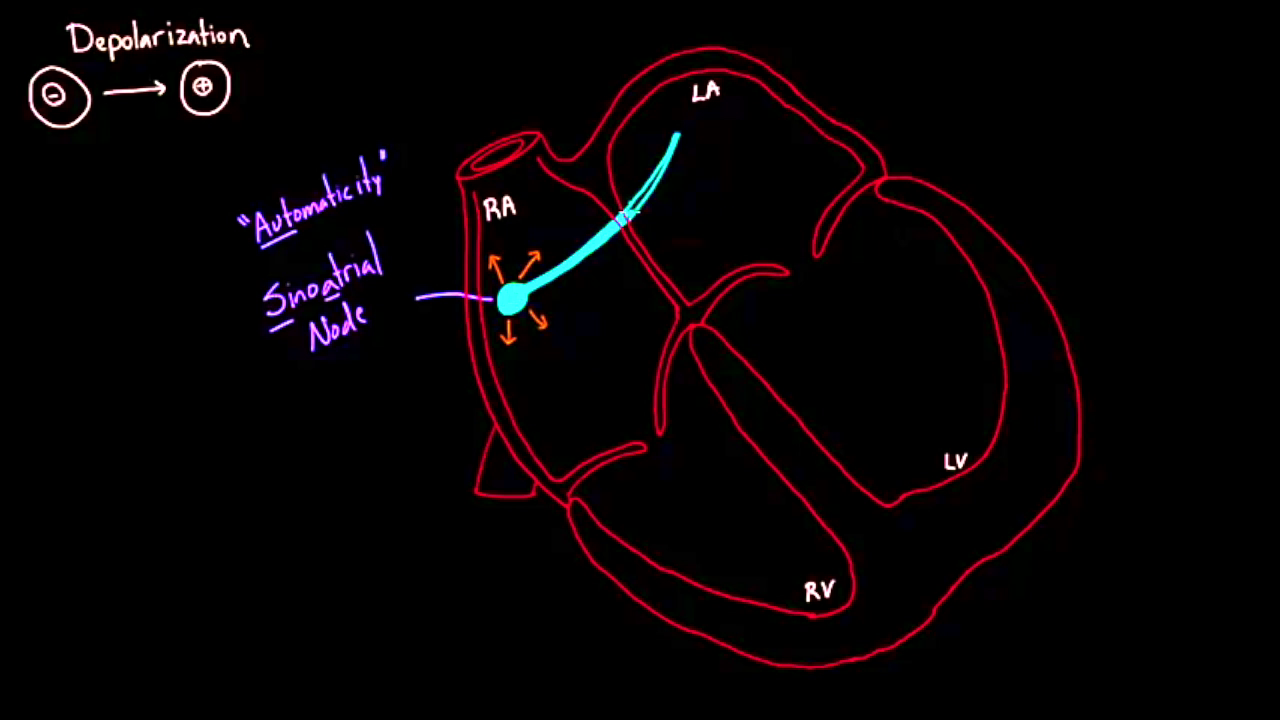 Depolarization
⊖ → ⊕
"Automaticity"
Sinoatrial
Node
RA
LA
LV
RV